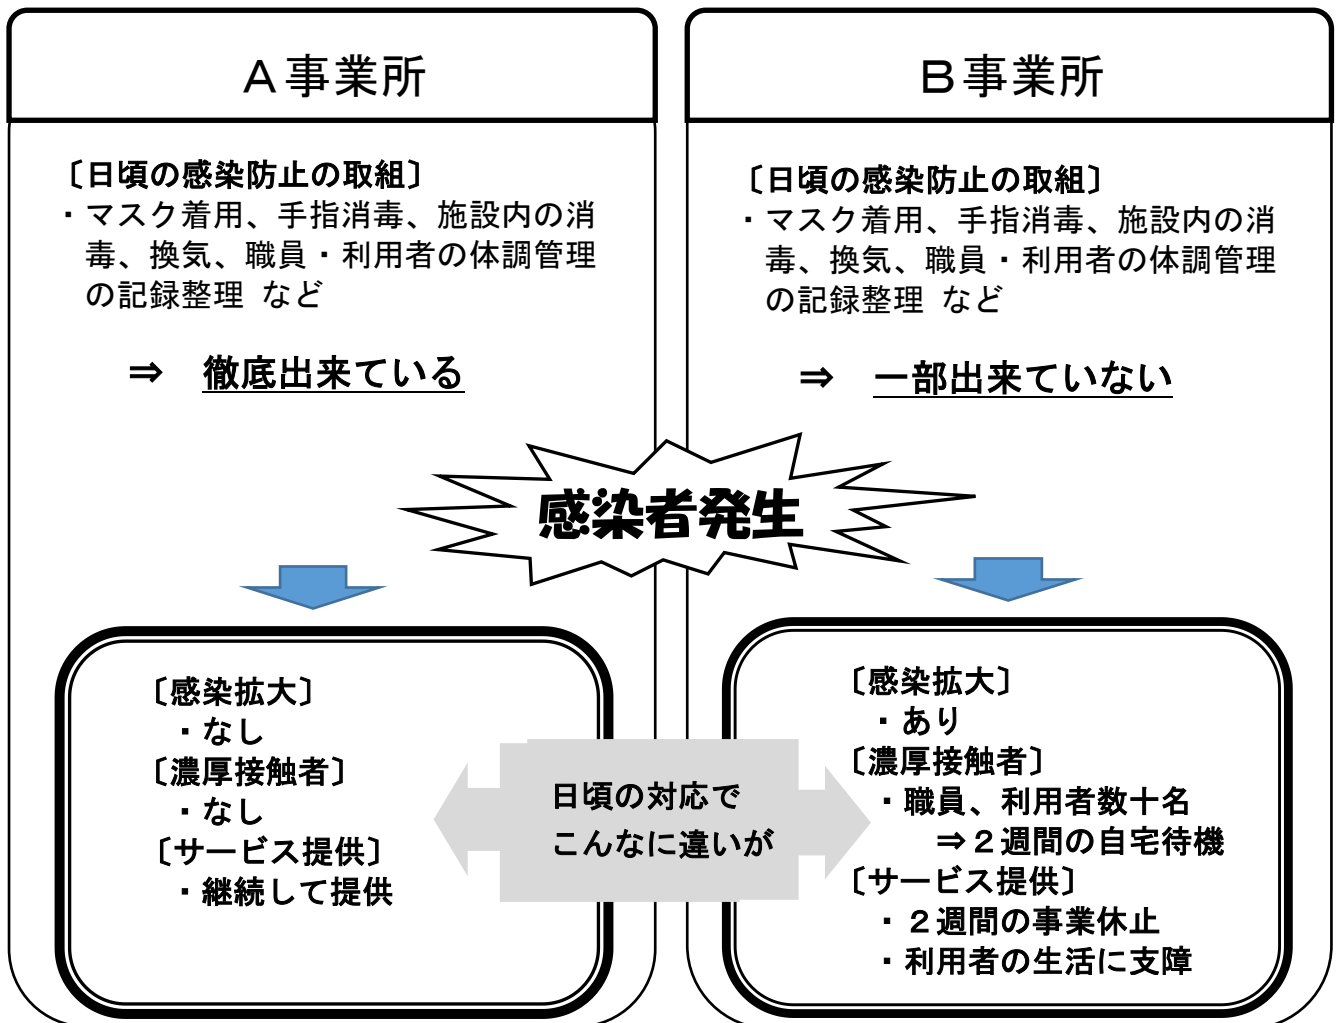 A事業所
〔日頃の感染防止の取組〕
・マスク着用、手指消毒、施設内の消
毒、換気、職員・利用者の体調管理
の記録整理 など
⇒ 徹底出来ている
B事業所
〔日頃の感染防止の取組〕
・マスク着用、手指消毒、施設内の消
毒、換気、職員・利用者の体調管理
の記録整理 など
⇒ 一部出来ていない
感染者発生
〔感染拡大〕
・なし
〔濃厚接触者〕
・なし
〔サービス提供〕
・継続して提供
日頃の対応で
こんなに違いが
〔感染拡大〕
・あり
〔濃厚接触者〕
・職員、利用者数十名
⇒2週間の自宅待機
〔サービス提供〕
・2週間の事業休止
・利用者の生活に支障